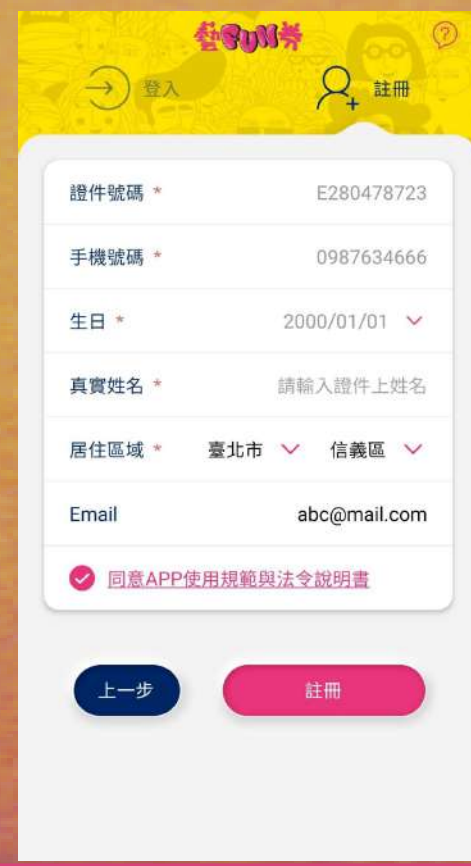 藝FUN券
?
登入
註冊
證件號碼 * E280478723
手機號碼 * 0987634666
生日 * 2000/01/01
真實姓名 * 請輸入證件上姓名
居住區域 * 臺北市 信義區
Email abc@mail.com
同意APP使用規範與法令說明書
上一步
註冊